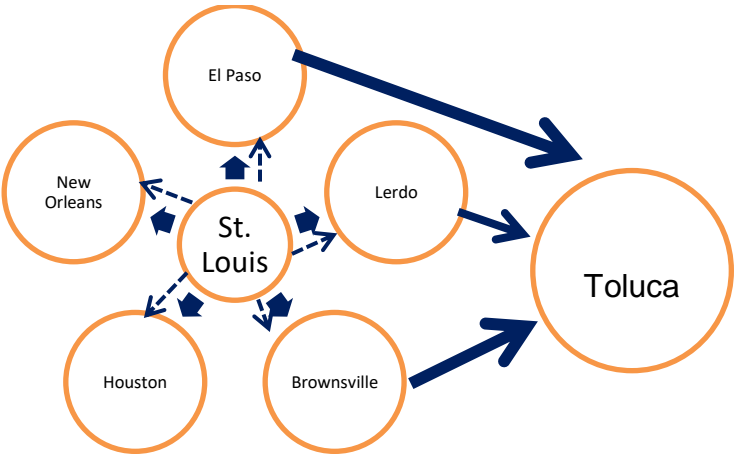 El Paso
New
Orleans
Lerdo
St.
Louis
Toluca
Houston
Brownsville